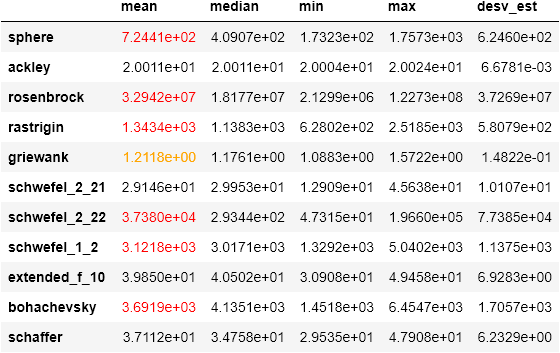 mean median min max desv_est
sphere 7.2441e+02 4.0907e+02 1.7323e+02 1.7573e+03 6.2460e+02
ackley 2.0011e+01 2.0011e+01 2.0004e+01 2.0024e+01 6.6781e-03
rosenbrock 3.2942e+07 1.8177e+07 2.1299e+06 1.2273e+08 3.7269e+07
rastrigin 1.3434e+03 1.1383e+03 6.2802e+02 2.5185e+03 5.8079e+02
griewank 1.2118e+00 1.1761e+00 1.0883e+00 1.5722e+00 1.4822e-01
schwefel_2_21 2.9146e+01 2.9953e+01 1.2909e+01 4.5638e+01 1.0107e+01
schwefel_2_22 3.7380e+04 2.9344e+02 4.7315e+01 1.9660e+05 7.7385e+04
schwefel_1_2 3.1218e+03 3.0171e+03 1.3292e+03 5.0402e+03 1.1375e+03
extended_f_10 3.9850e+01 4.0502e+01 3.0908e+01 4.9458e+01 6.9283e+00
bohachevsky 3.6919e+03 4.1351e+03 1.4518e+03 6.4547e+03 1.7057e+03
schaffer 3.7112e+01 3.4758e+01 2.9535e+01 4.7908e+01 6.2329e+00